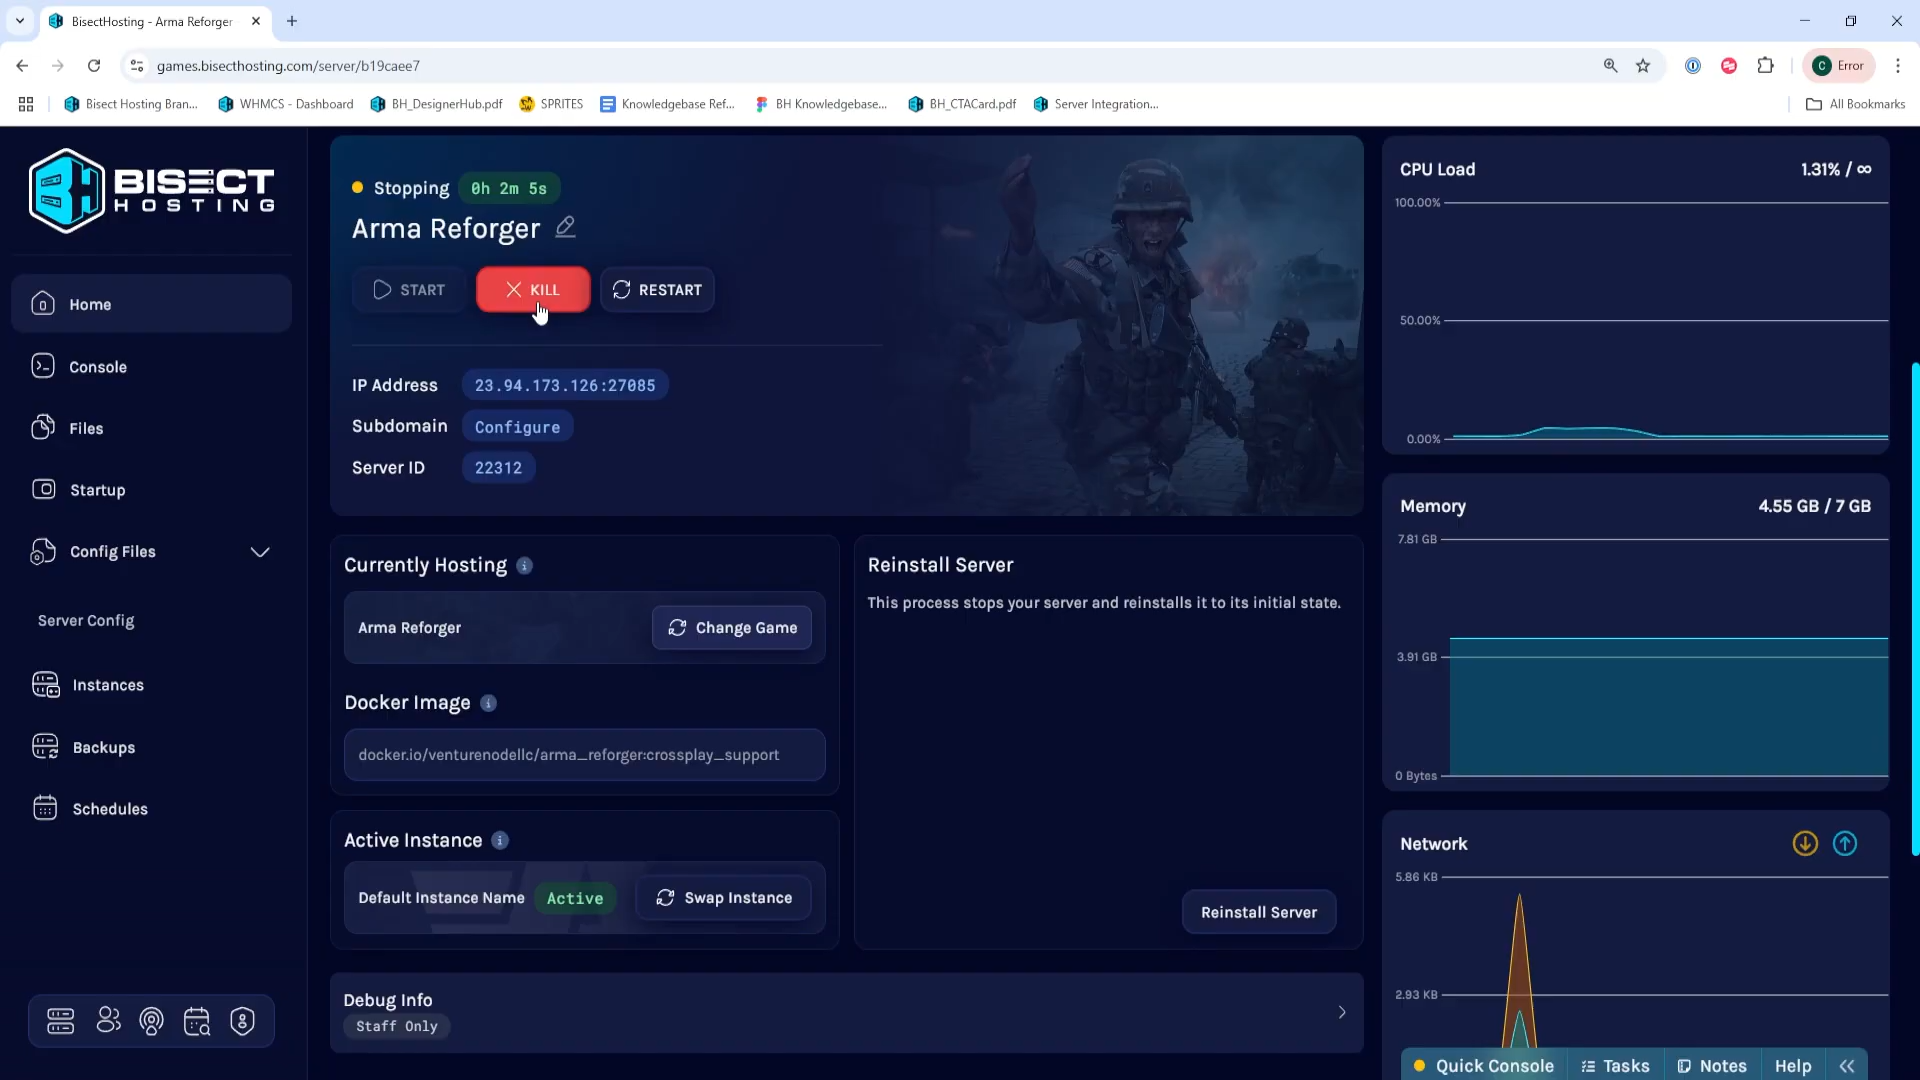 BisectHosting - Arma Reforger
games.bisecthosting.com/server/b19caee7
C Error
Bisect Hosting Bran...
WHMCS - Dashboard
BH_DesignerHub.pdf
SPRITES
Knowledgebase Ref...
BH Knowledgebase...
BH_CTACard.pdf
Server Integration...
All Bookmarks
BISECT
HOSTING
Home
Console
Files
Startup
Config Files
Server Config
Instances
Backups
Schedules
Stopping 0h 2m 5s
Arma Reforger
START
KILL
RESTART
IP Address 23.94.173.126:27085
Subdomain Configure
Server ID 22312
Currently Hosting
Arma Reforger
Change Game
Docker Image
docker.io/venturenodellc/arma_reforger:crossplay_support
Active Instance
Default Instance Name Active
Swap Instance
Reinstall Server
This process stops your server and reinstalls it to its initial state.
Reinstall Server
Debug Info
Staff Only
CPU Load 1.31% / ∞
100.00%
50.00%
0.00%
Memory 4.55 GB / 7 GB
7.81 GB
3.91 GB
0 Bytes
Network
5.86 KB
2.93 KB
Quick Console
Tasks
Notes
Help